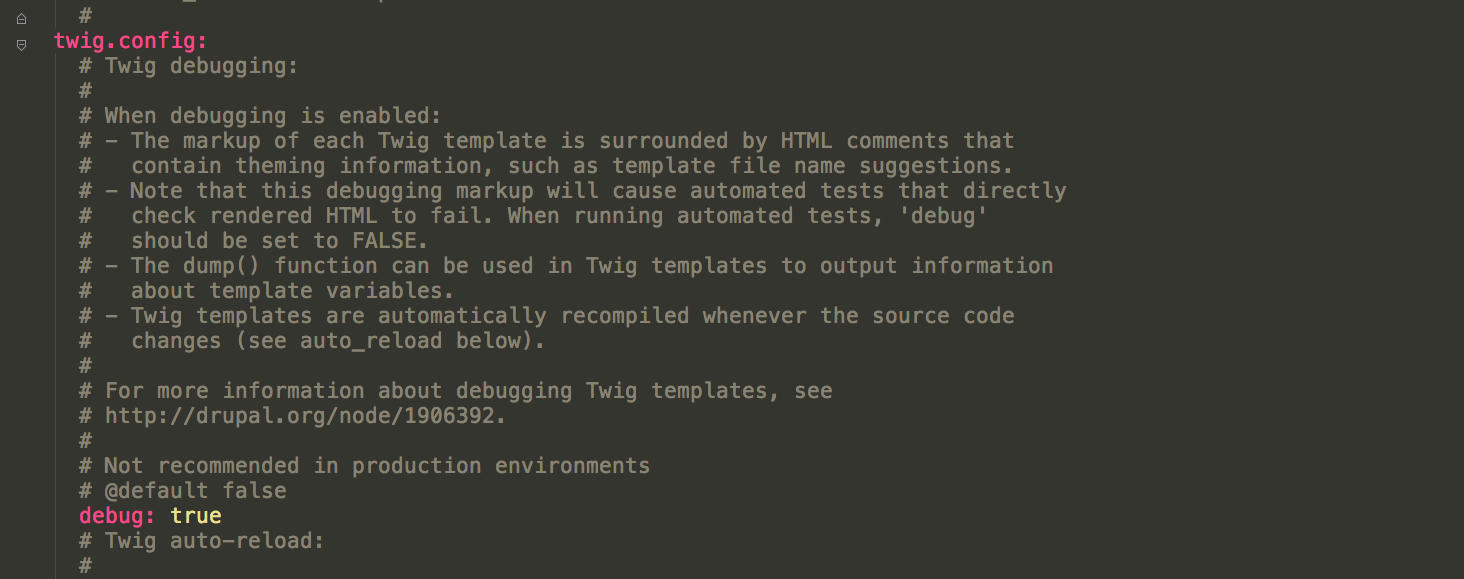 #
twig.config:
# Twig debugging:
#
# When debugging is enabled:
# - The markup of each Twig template is surrounded by HTML comments that
#   contain theming information, such as template file name suggestions.
# - Note that this debugging markup will cause automated tests that directly
#   check rendered HTML to fail. When running automated tests, 'debug'
#   should be set to FALSE.
# - The dump() function can be used in Twig templates to output information
#   about template variables.
# - Twig templates are automatically recompiled whenever the source code
#   changes (see auto_reload below).
#
# For more information about debugging Twig templates, see
# http://drupal.org/node/1906392.
#
# Not recommended in production environments
# @default false
debug: true
# Twig auto-reload:
#